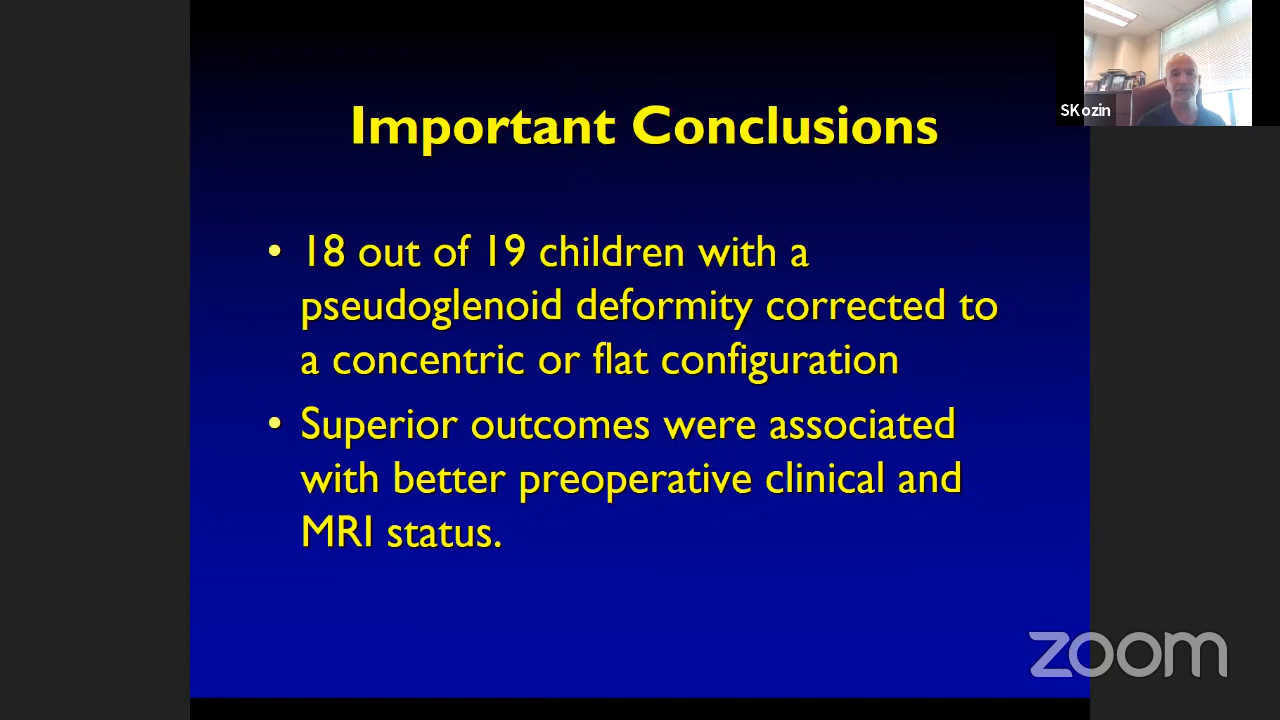 Important Conclusions
SKozin
• 18 out of 19 children with a
pseudoglenoid deformity corrected to
a concentric or flat configuration
• Superior outcomes were associated
with better preoperative clinical and
MRI status.
zoom